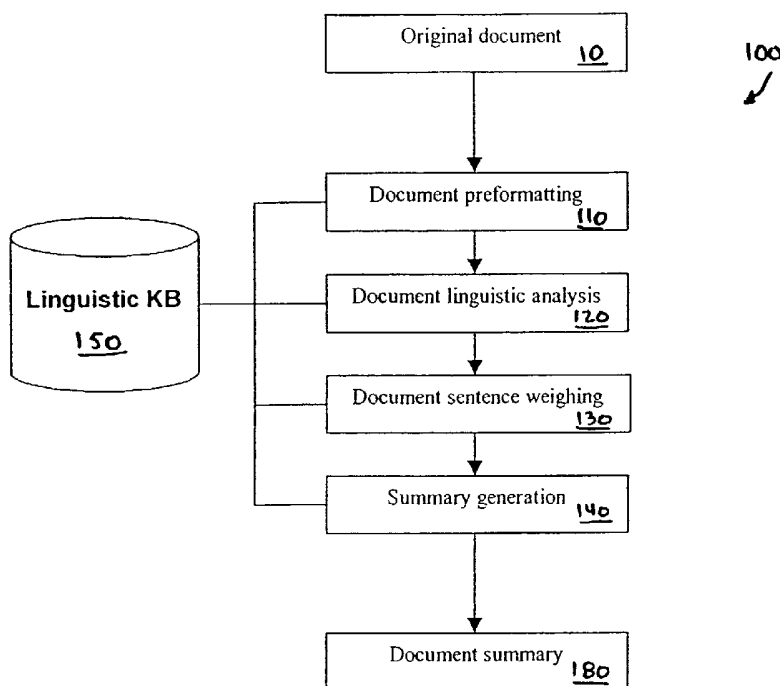 Original document
10
100
Document preformatting
110
Linguistic KB
150
Document linguistic analysis
120
Document sentence weighing
130
Summary generation
140
Document summary
180